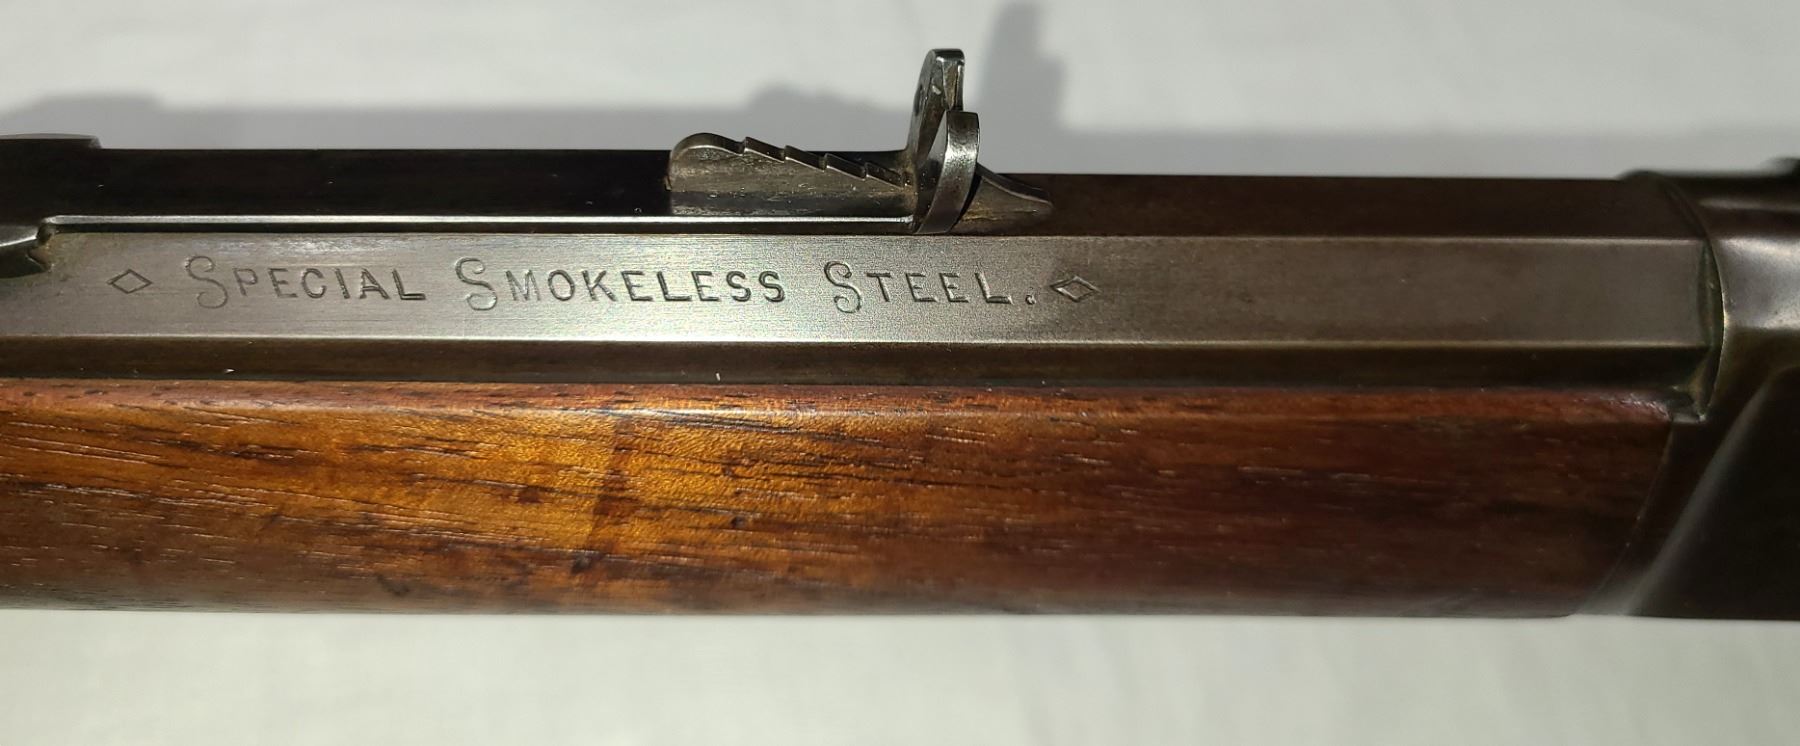 ◇ SPECIAL SMOKELESS STEEL. ◇